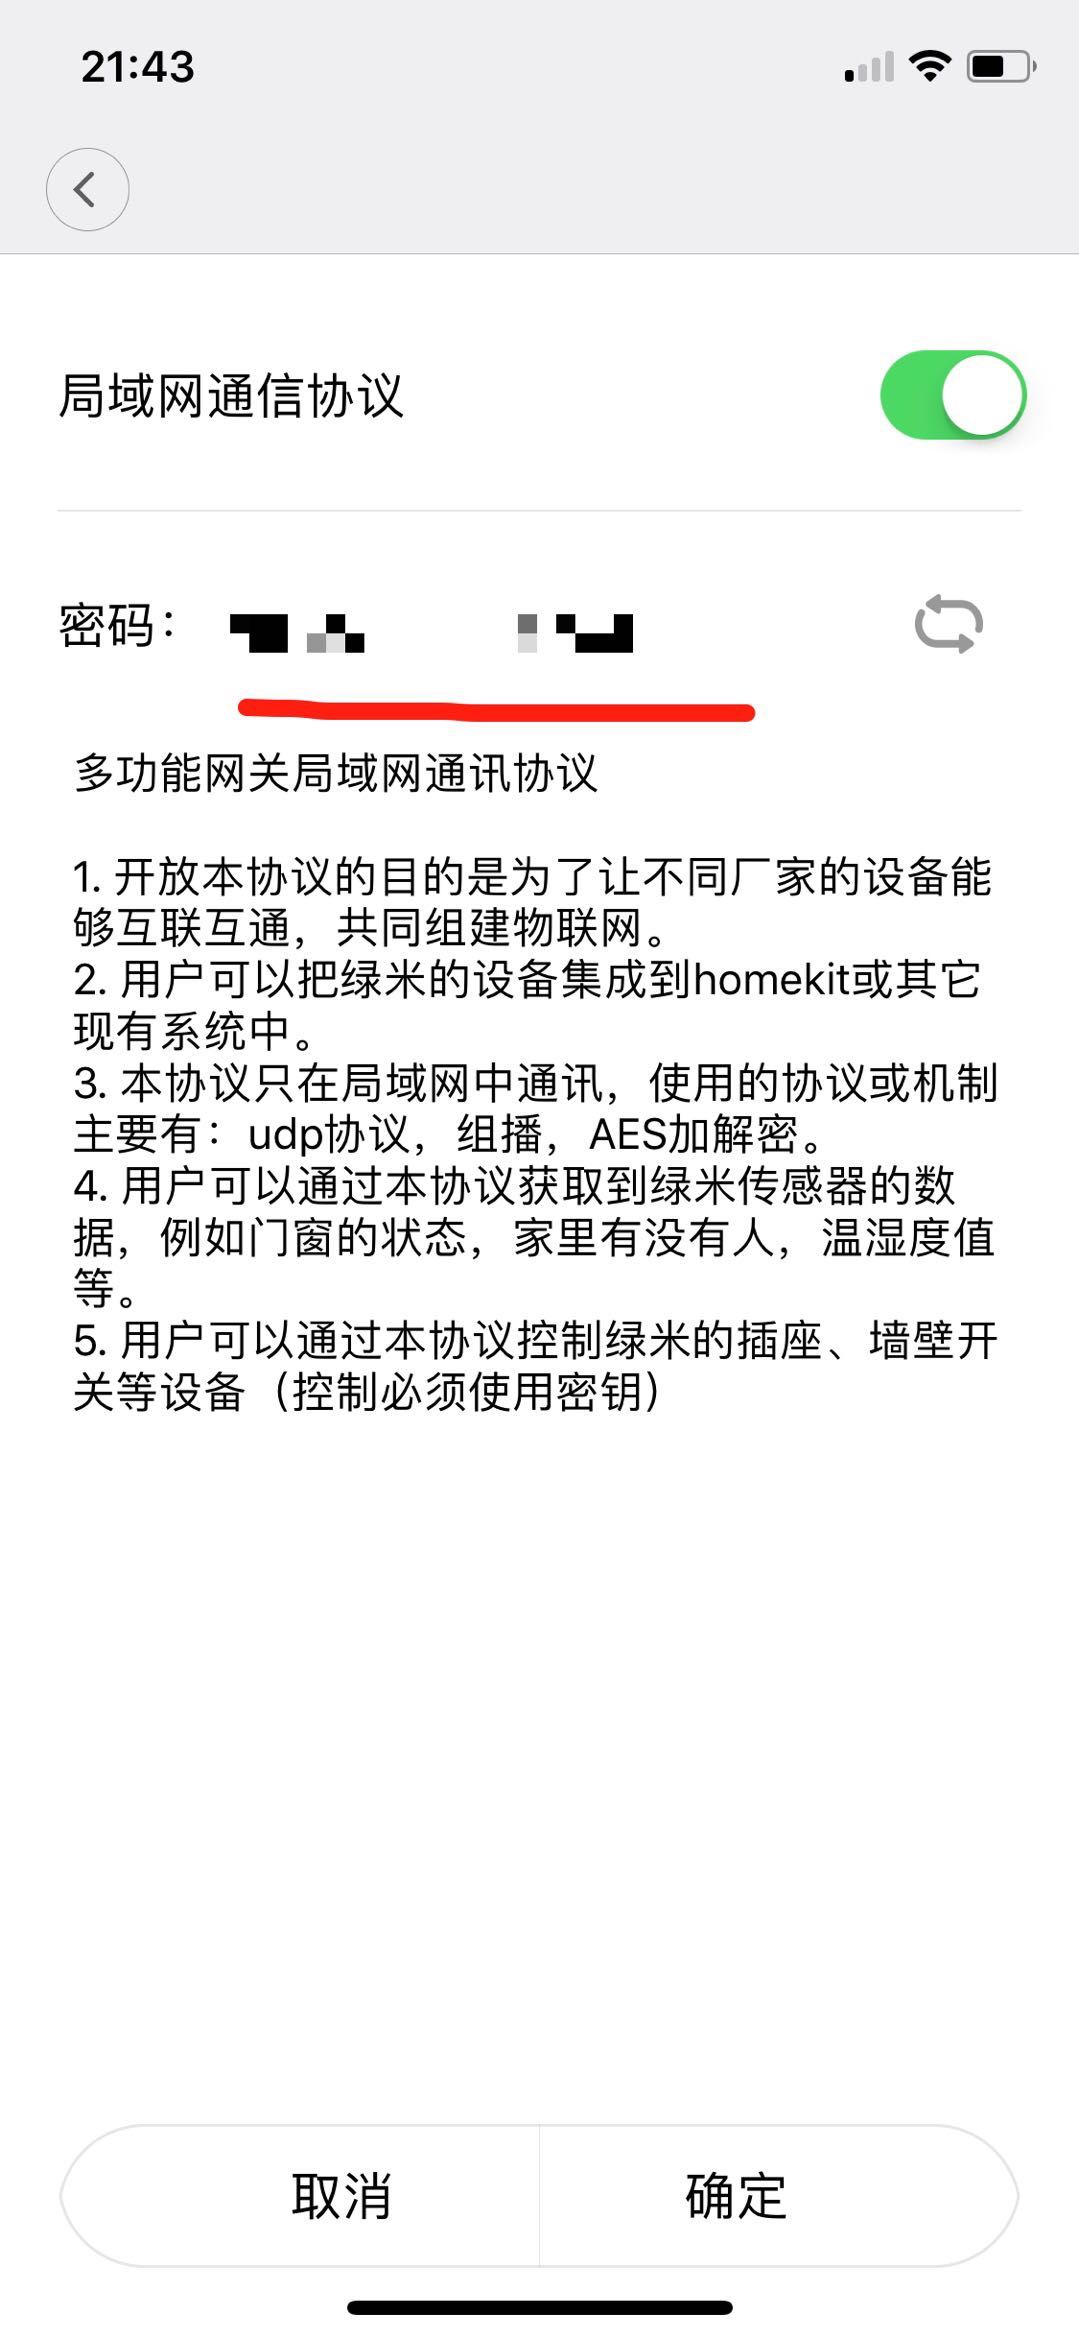 21:43
局域网通信协议
密码：
多功能网关局域网通讯协议
1. 开放本协议的目的是为了让不同厂家的设备能
够互联互通，共同组建物联网。
2. 用户可以把绿米的设备集成到homekit或其它
现有系统中。
3. 本协议只在局域网中通讯，使用的协议或机制
主要有：udp协议，组播，AES加解密。
4. 用户可以通过本协议获取到绿米传感器的数
据，例如门窗的状态，家里有没有人，温湿度值
等。
5. 用户可以通过本协议控制绿米的插座、墙壁开
关等设备（控制必须使用密钥）
取消
确定